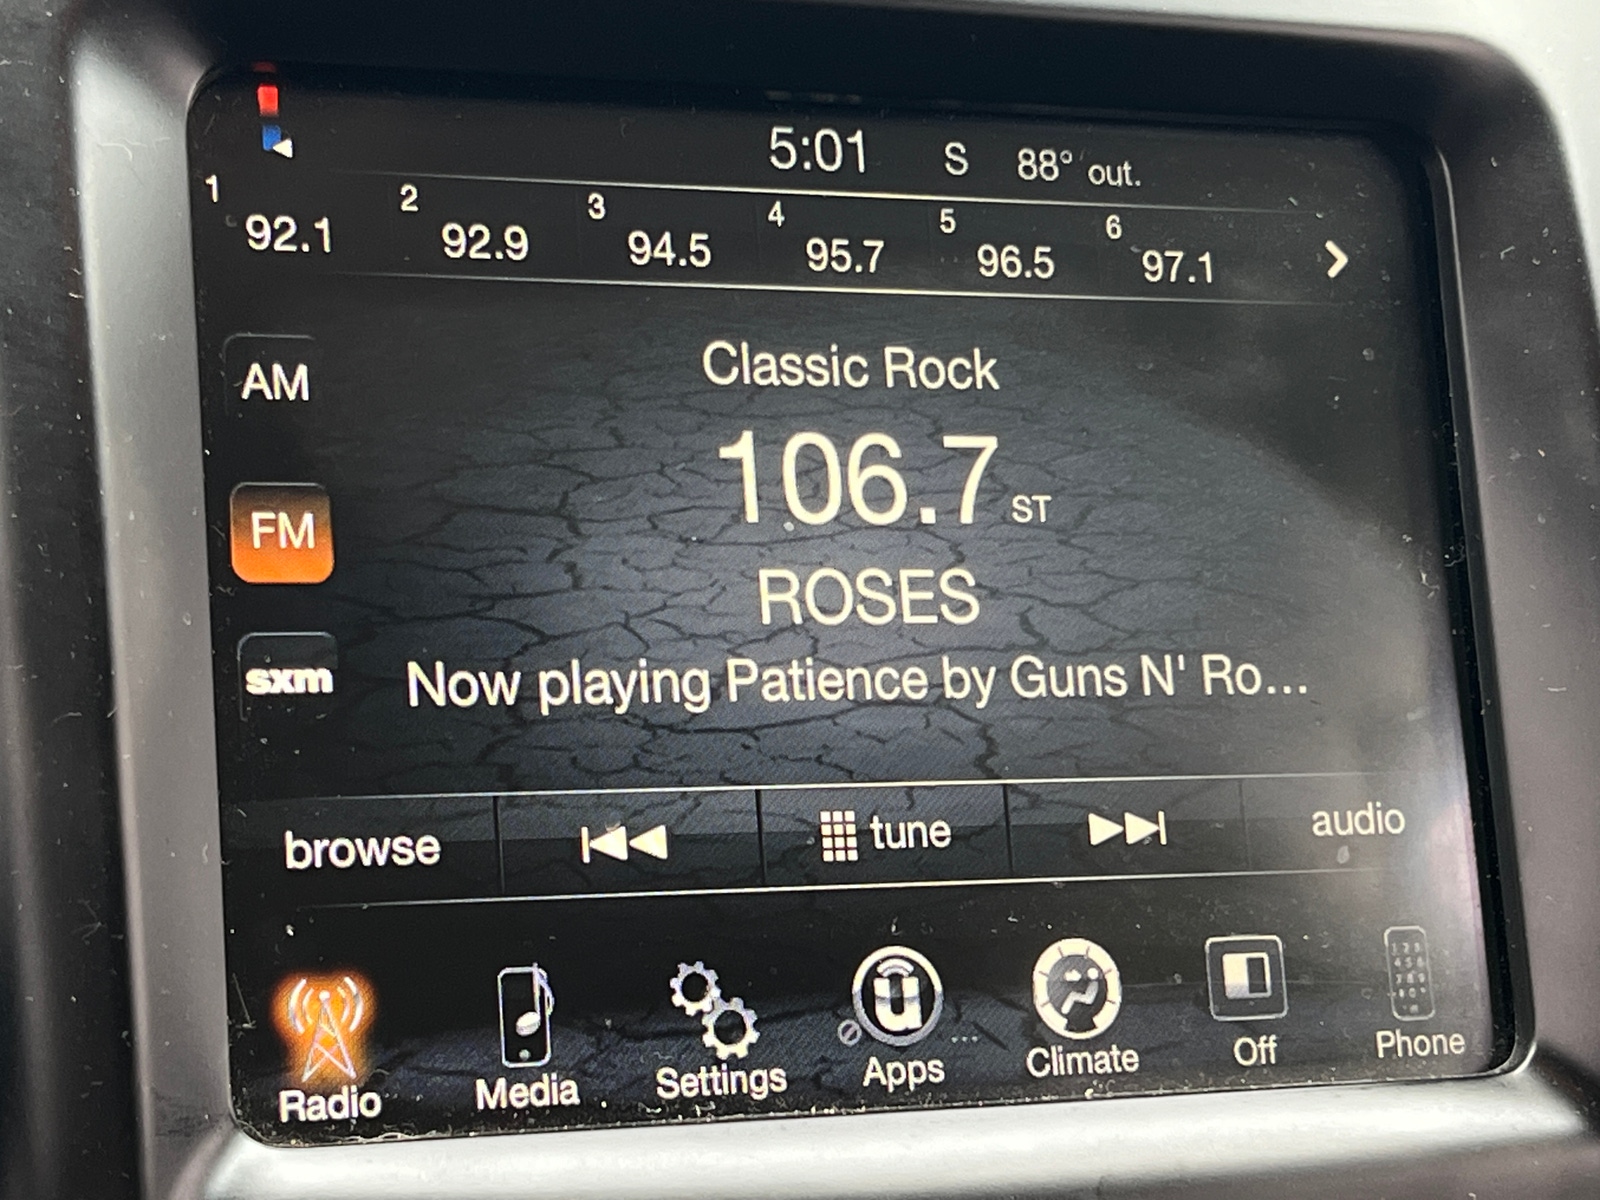 5:01 S 88° out.
1 92.1 2 92.9 3 94.5 4 95.7 5 96.5 6 97.1
AM
Classic Rock
106.7 ST
FM
ROSES
sxm
Now playing Patience by Guns N' Ro...
browse tune audio
Radio Media Settings Apps Climate Off Phone